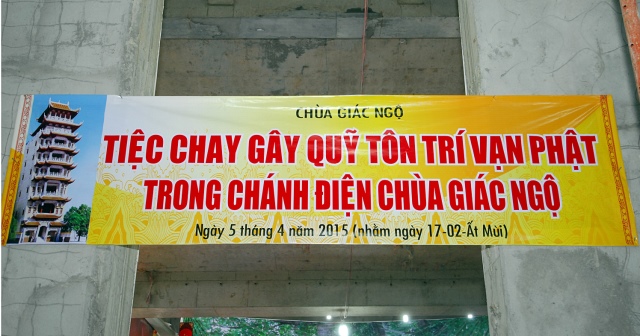 CHÙA GIÁC NGỘ
TIỆC CHAY GÂY QUỸ TÔN TRÍ VẠN PHẬT
TRONG CHÁNH ĐIỆN CHÙA GIÁC NGỘ
Ngày 5 tháng 4 năm 2015 (nhằm ngày 17-02-Ất Mùi)